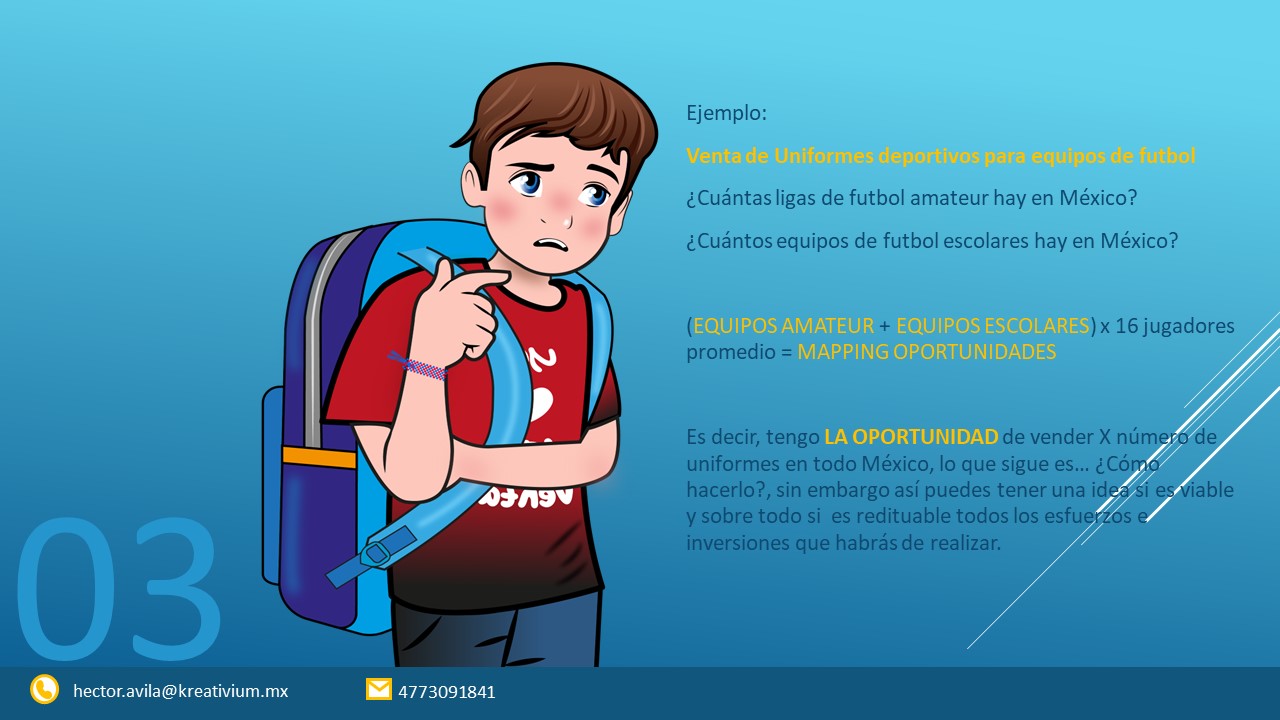 Ejemplo:
Venta de Uniformes deportivos para equipos de futbol
¿Cuántas ligas de futbol amateur hay en México?
¿Cuántos equipos de futbol escolares hay en México?
(EQUIPOS AMATEUR + EQUIPOS ESCOLARES) x 16 jugadores
promedio = MAPPING OPORTUNIDADES
Es decir, tengo LA OPORTUNIDAD de vender X número de
uniformes en todo México, lo que sigue es... ¿Cómo
hacerlo?, sin embargo así puedes tener una idea si es viable
y sobre todo si es redituable todos los esfuerzos e
inversiones que habrás de realizar.
03
hector.avila@kreativium.mx
4773091841